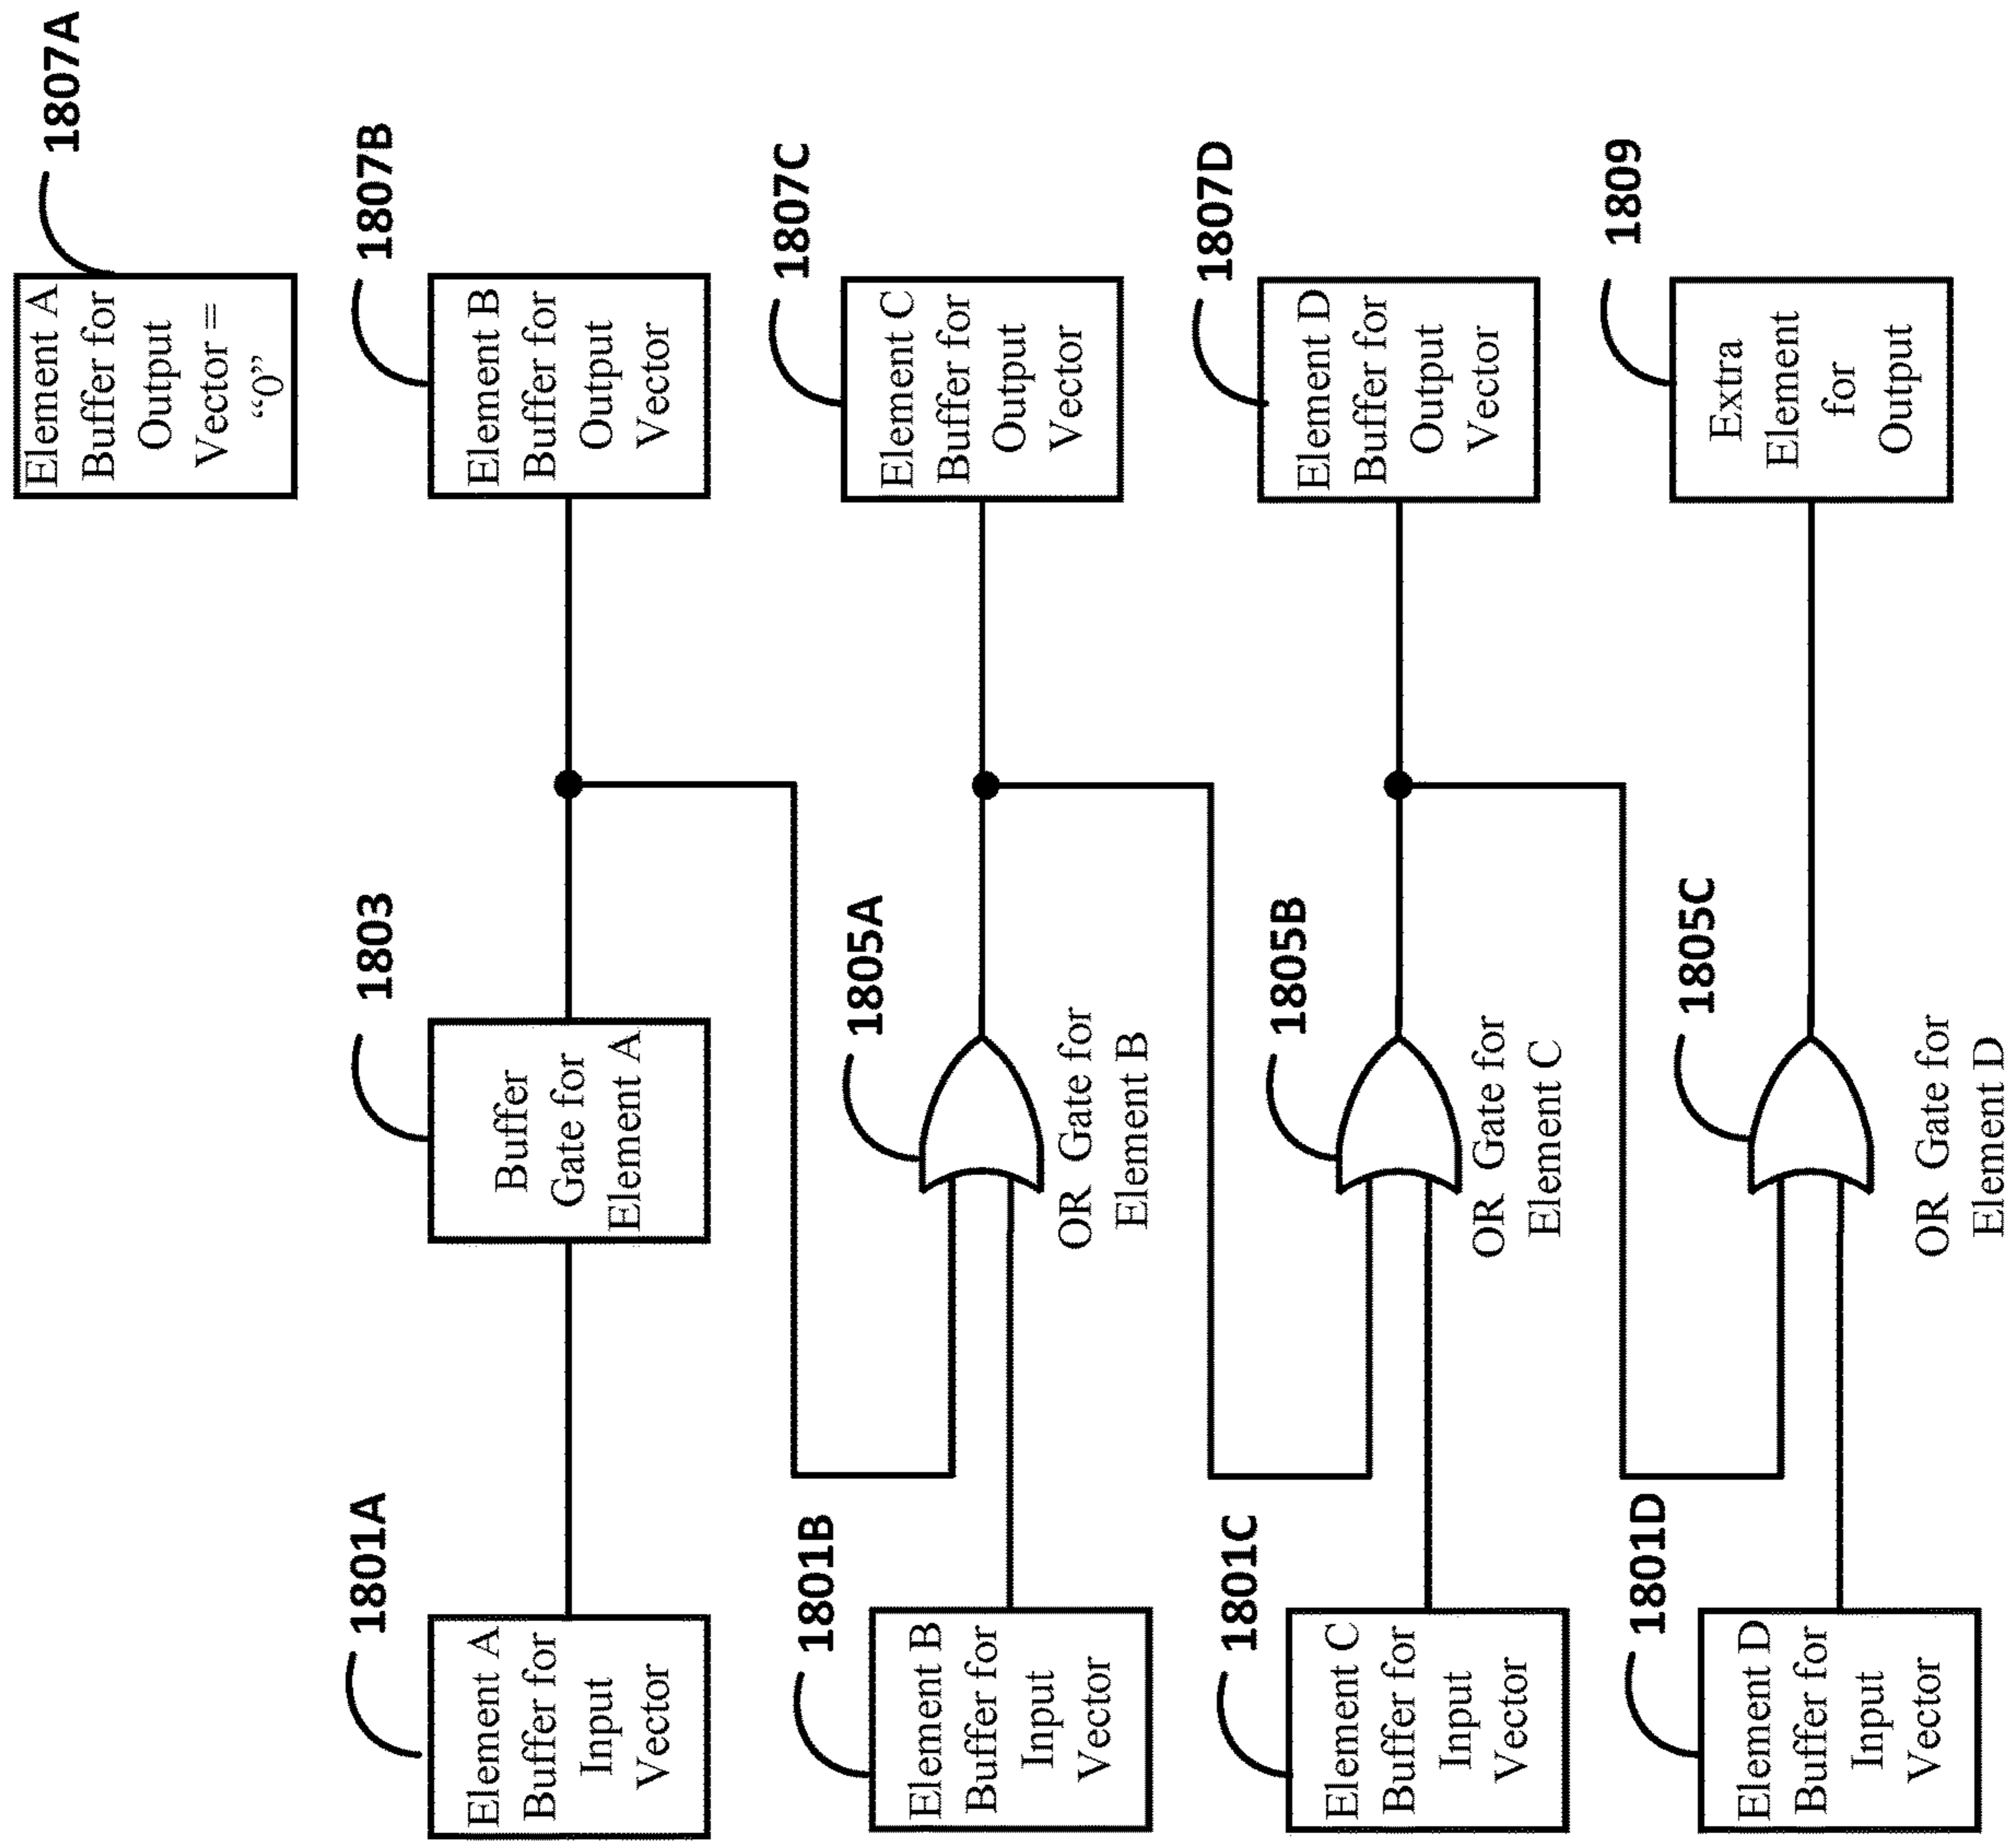 1807A
Element A
Buffer for
Output
Vector =
“0”
1801A
Element A
Buffer for
Input
Vector
1803
Buffer
Gate for
Element A
1807B
Element B
Buffer for
Output
Vector
1801B
Element B
Buffer for
Input
Vector
1805A
OR Gate for
Element B
1807C
Element C
Buffer for
Output
Vector
1801C
Element C
Buffer for
Input
Vector
1805B
OR Gate for
Element C
1807D
Element D
Buffer for
Output
Vector
1801D
Element D
Buffer for
Input
Vector
1805C
OR Gate for
Element D
1809
Extra
Element
for
Output